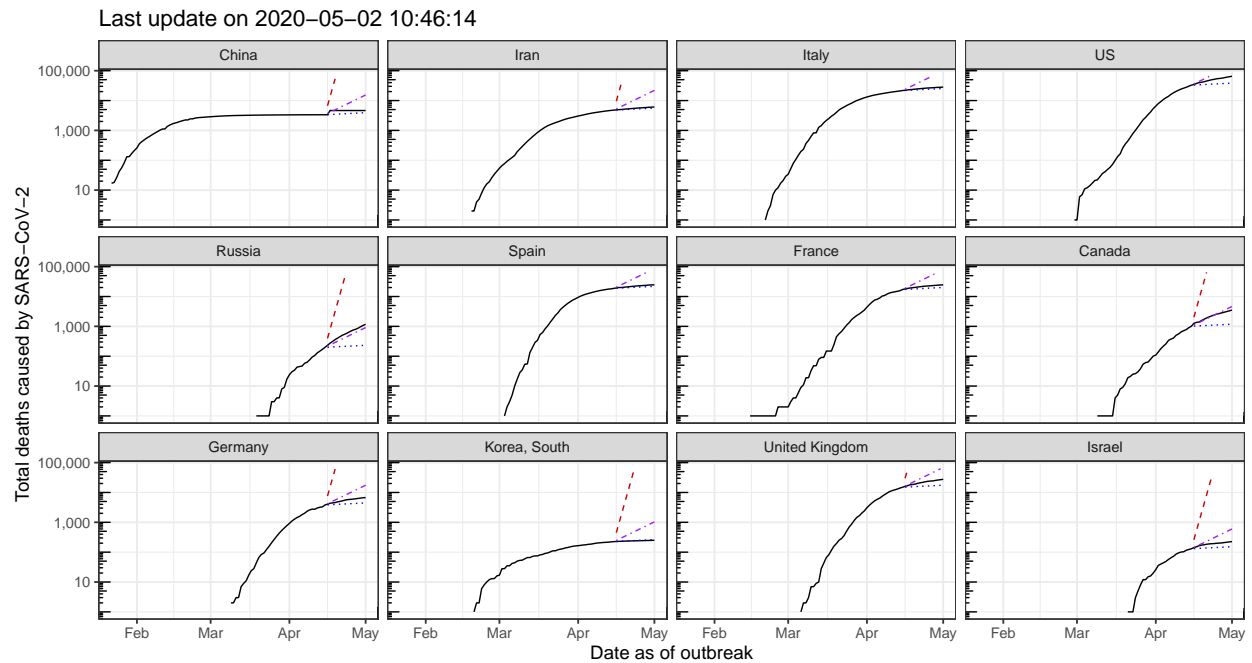 Last update on 2020−05−02 10:46:14
China Iran Italy US
100,000
1,000
10
Russia Spain France Canada
100,000
1,000
10
Germany Korea, South United Kingdom Israel
100,000
1,000
10
Feb Mar Apr May Feb Mar Apr May Feb Mar Apr May Feb Mar Apr May
Date as of outbreak
Total deaths caused by SARS−CoV−2